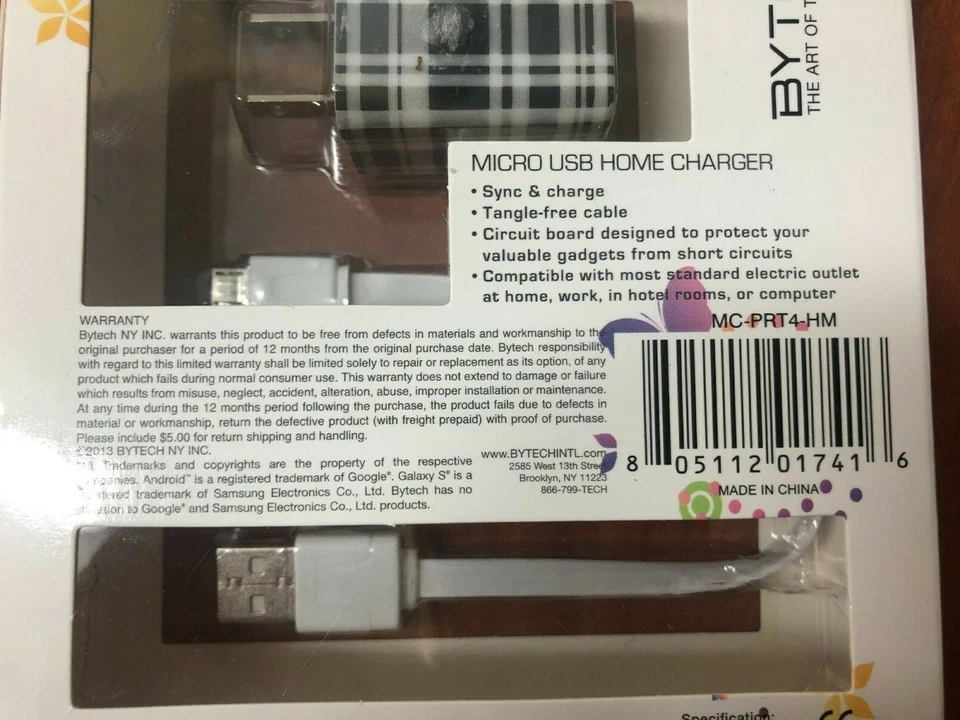 BYT
THE ART OF T
MICRO USB HOME CHARGER
• Sync & charge
• Tangle-free cable
• Circuit board designed to protect your
valuable gadgets from short circuits
• Compatible with most standard electric outlet
at home, work, in hotel rooms, or computer
MC-PRT4-HM
WARRANTY
Bytech NY INC. warrants this product to be free from defects in materials and workmanship to the
original purchaser for a period of 12 months from the original purchase date. Bytech responsibility
with regard to this limited warranty shall be limited solely to repair or replacement as its option, of any
product which fails during normal consumer use. This warranty does not extend to damage or failure
which results from misuse, neglect, accident, alteration, abuse, improper installation or maintenance.
At any time during the 12 months period following the purchase, the product fails due to defects in
material or workmanship, return the defective product (with freight prepaid) with proof of purchase.
Please include $5.00 for return shipping and handling.
©2013 BYTECH NY INC.
Trademarks and copyrights are the property of the respective
Android™ is a registered trademark of Google®. Galaxy S® is a
trademark of Samsung Electronics Co., Ltd. Bytech has no
to Google® and Samsung Electronics Co., Ltd. products.
www.BYTECHINTL.com
2585 West 13th Street
Brooklyn, NY 11223
866-799-TECH
8 05112 01741 6
MADE IN CHINA
Specification:
CE